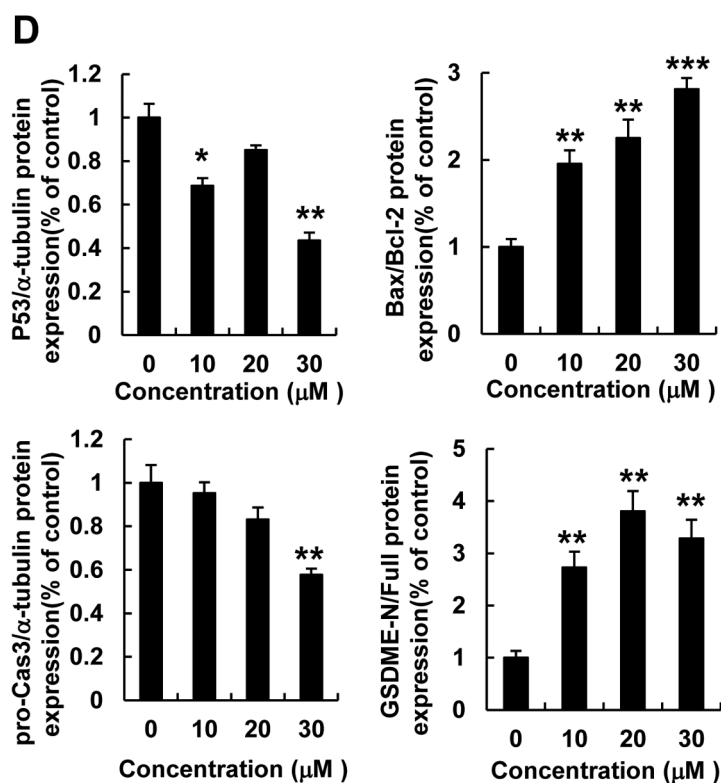 D
P53/α-tubulin protein
expression(% of control)
1.2
1
0.8
0.6
0.4
0.2
0
*
**
0 10 20 30
Concentration (μM )
Bax/Bcl-2 protein
expression(% of control)
3
2
1
0
**
**
***
0 10 20 30
Concentration (μM )
pro-Cas3/α-tubulin protein
expression(% of control)
1.2
1
0.8
0.6
0.4
0.2
0
**
0 10 20 30
Concentration (μM )
GSDME-N/Full protein
expression(% of control)
5
4
3
2
1
0
**
**
**
0 10 20 30
Concentration (μM )